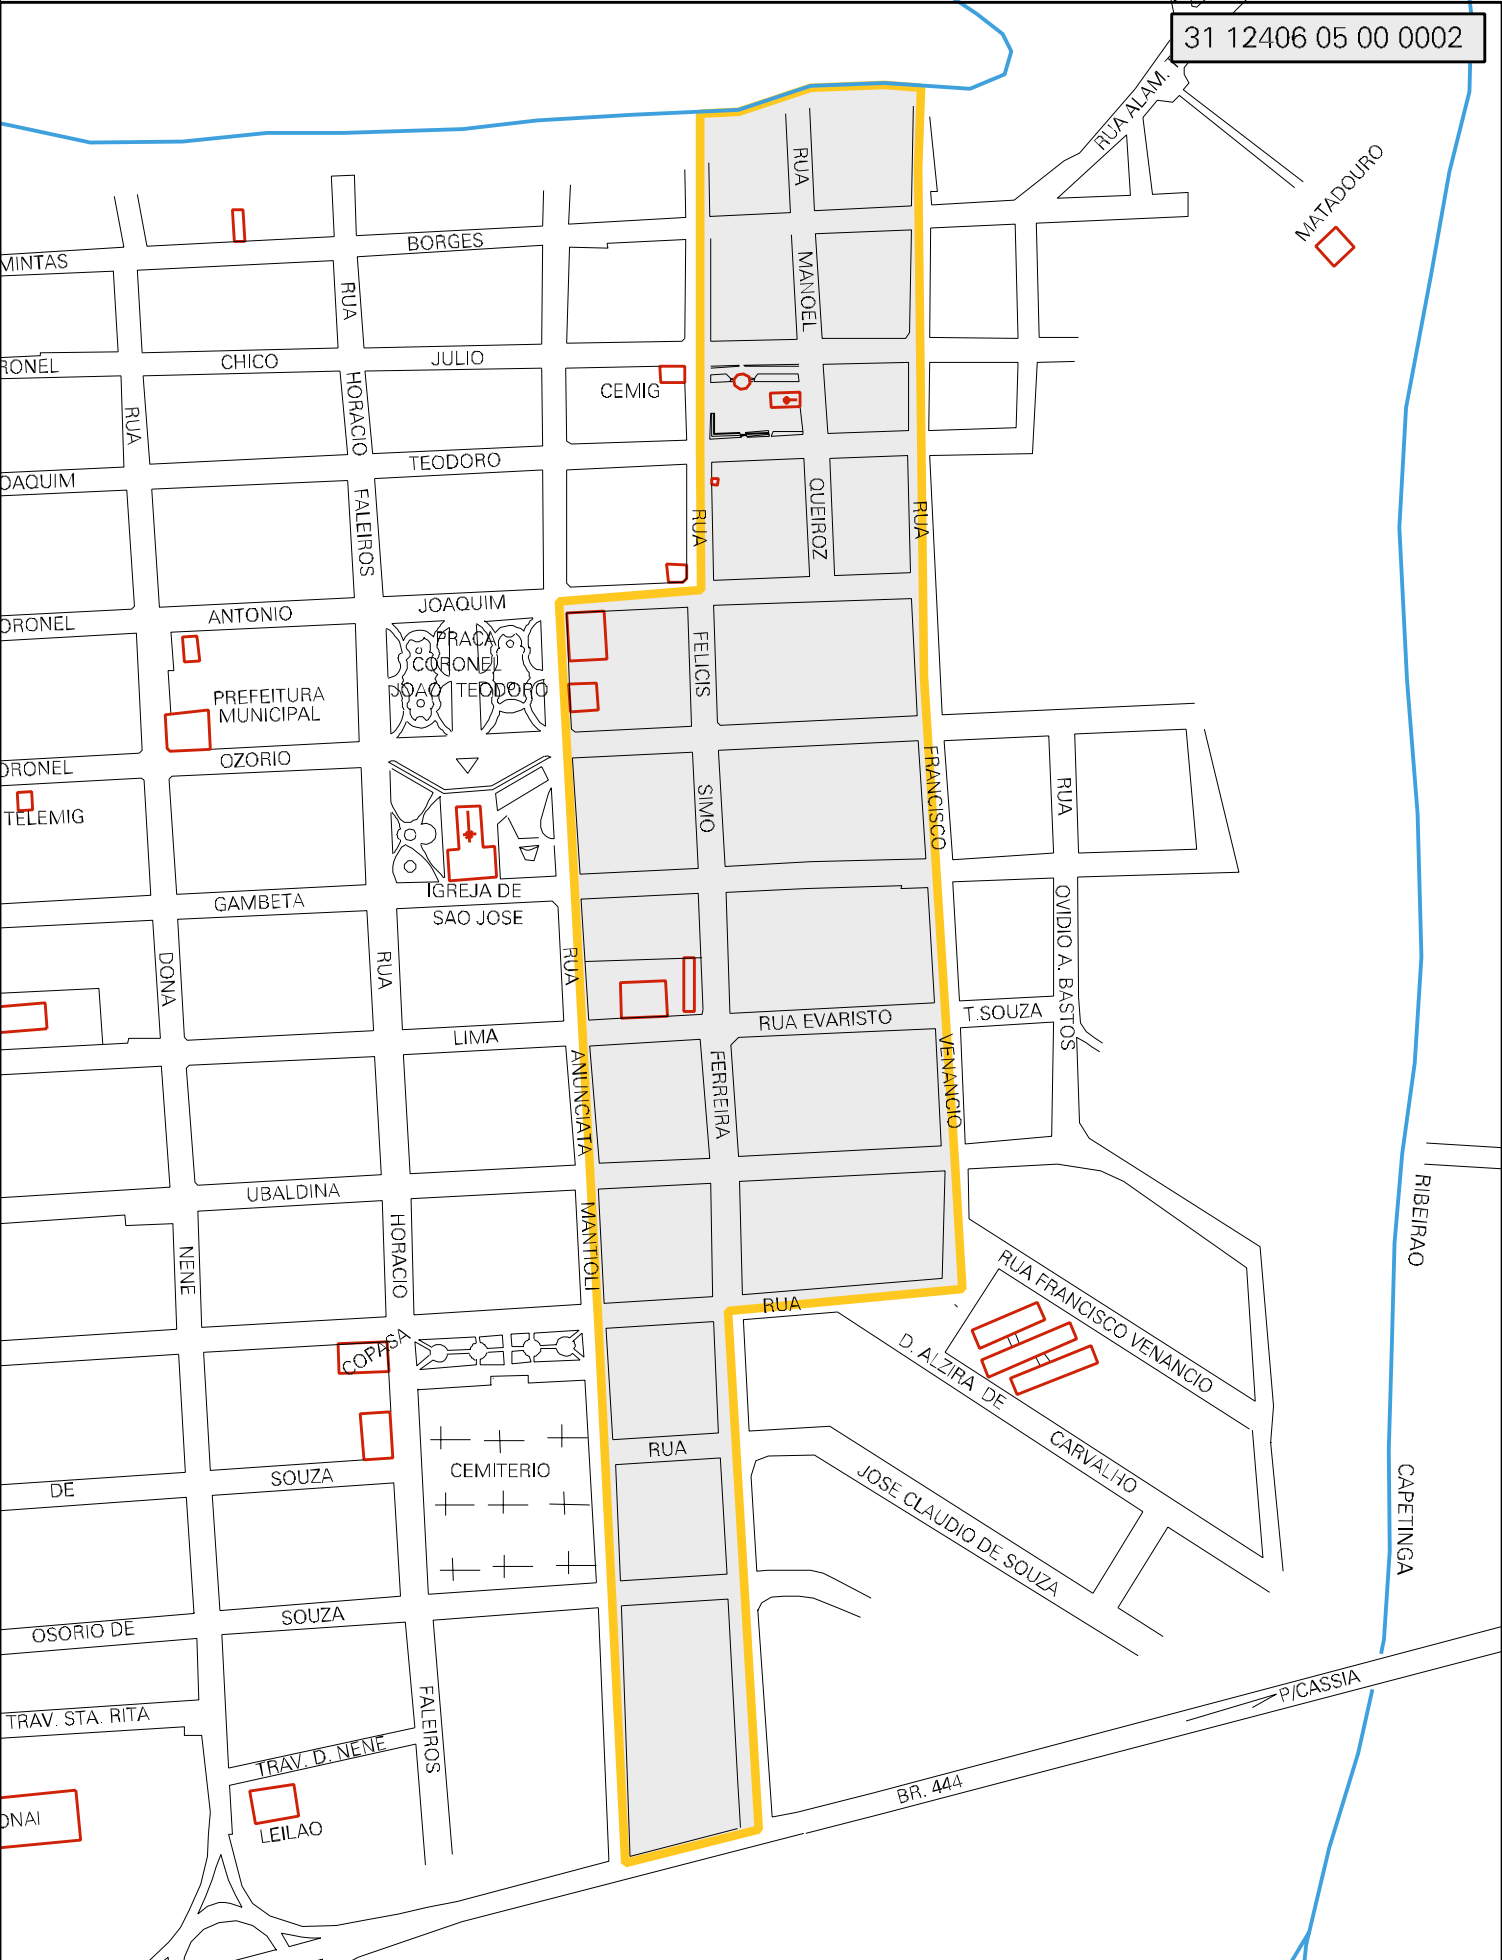 31 12406 05 00 0002
RUA ALAM.
MATADOURO
RUA
BORGES
MINTAS
MANOEL
RUA
CHICO
JULIO
RONEL
CEMIG
HORACIO
RUA
TEODORO
OAQUIM
FALEIROS
QUEIROZ
RUA
RUA
JOAQUIM
ANTONIO
ORONEL
PRACA
CORONEL
JOAO TEODORO
FELICIS
PREFEITURA
MUNICIPAL
OZORIO
ORONEL
TELEMIG
SIMO
FRANCISCO
RUA
IGREJA DE
SAO JOSE
GAMBETA
OVIDIO A. BASTOS
DONA
RUA
RUA
RUA EVARISTO
T.SOUZA
LIMA
ANUNCIATA
FERREIRA
VENANCIO
UBALDINA
RIBEIRAO
HORACIO
MANTIOLI
NENE
RUA FRANCISCO VENANCIO
RUA
D. ALZIRA DE
CARVALHO
COPASA
RUA
CEMITERIO
SOUZA
DE
JOSE CLAUDIO DE SOUZA
CAPETINGA
SOUZA
OSORIO DE
FALEIROS
P/CASSIA
TRAV. STA. RITA
TRAV. D. NENE
BR. 444
ONAI
LEILAO